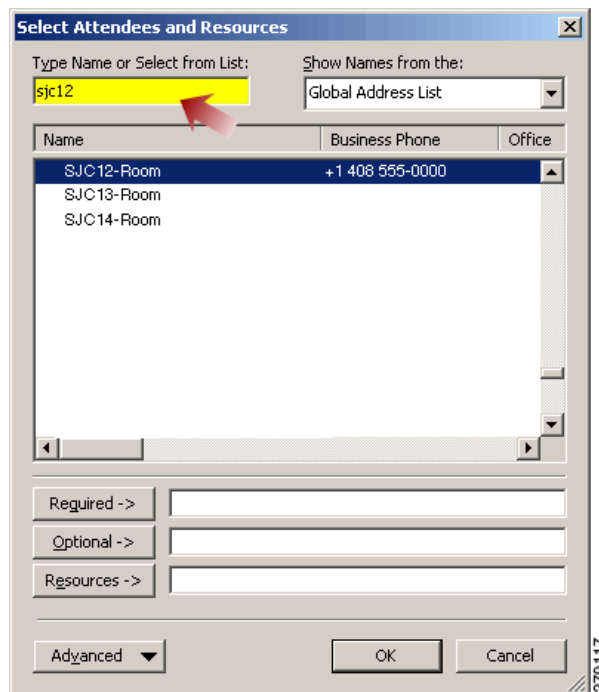 Select Attendees and Resources
Type Name or Select from List:
Show Names from the:
sjc12
Global Address List
Name Business Phone Office
SJC12-Room +1 408 555-0000
SJC13-Room
SJC14-Room
Required ->
Optional ->
Resources ->
Advanced OK Cancel